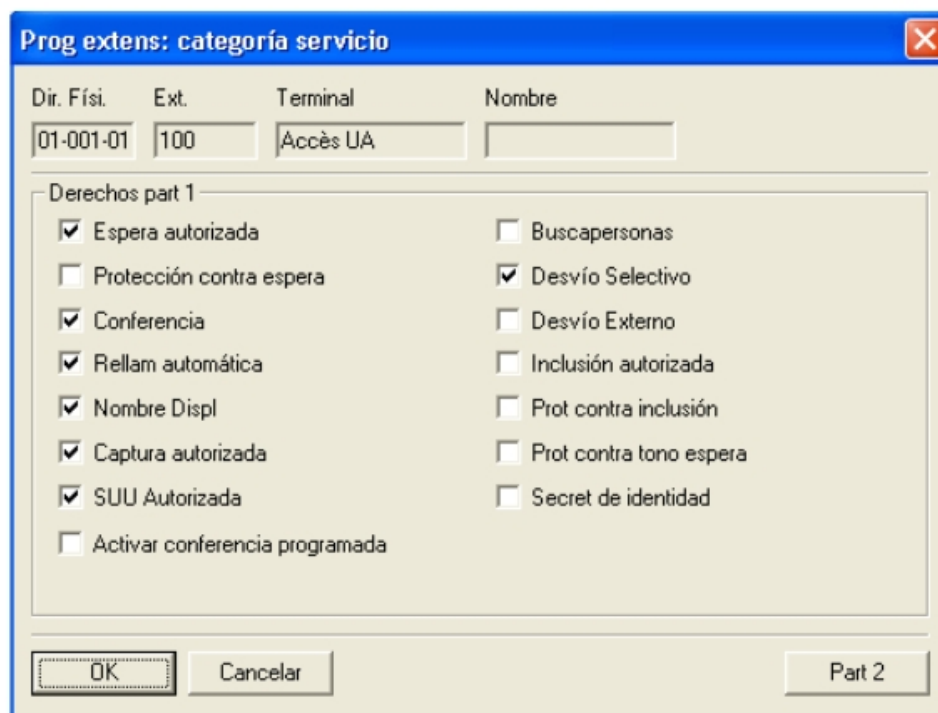 Prog extens: categoría servicio
Dir. Físi. Ext. Terminal Nombre
01-001-01 100 Accès UA
Derechos part 1
Espera autorizada Buscapersonas
Protección contra espera Desvío Selectivo
Conferencia Desvío Externo
Rellam automática Inclusión autorizada
Nombre Displ Prot contra inclusión
Captura autorizada Prot contra tono espera
SUU Autorizada Secret de identidad
Activar conferencia programada
OK Cancelar Part 2